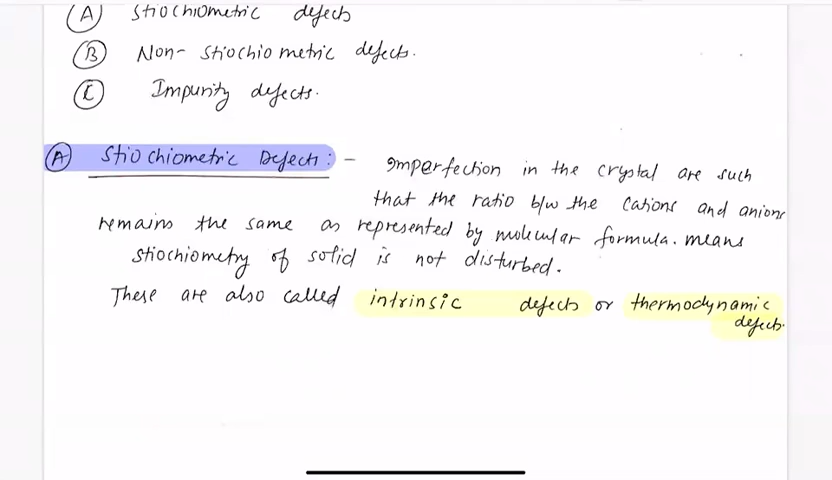 (A) Stiochiometric defects
(B) Non-Stiochiometric defects.
(C) Impurity defects.
(A) Stiochiometric Defects: - Imperfection in the crystal are such
that the ratio b/w the cations and anions
remains the same as represented by molecular formula. means
stiochiometry of solid is not disturbed.
These are also called intrinsic defects or thermodynamic
defects.